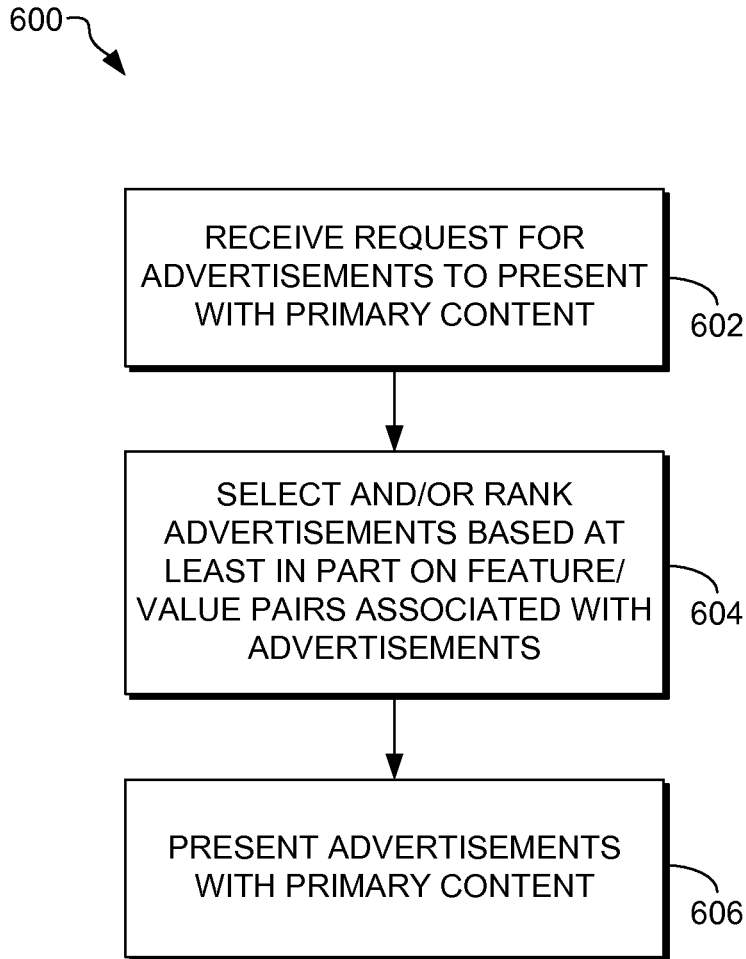 600
RECEIVE REQUEST FOR
ADVERTISEMENTS TO PRESENT
WITH PRIMARY CONTENT
602
SELECT AND/OR RANK
ADVERTISEMENTS BASED AT
LEAST IN PART ON FEATURE/
VALUE PAIRS ASSOCIATED WITH
ADVERTISEMENTS
604
PRESENT ADVERTISEMENTS
WITH PRIMARY CONTENT
606